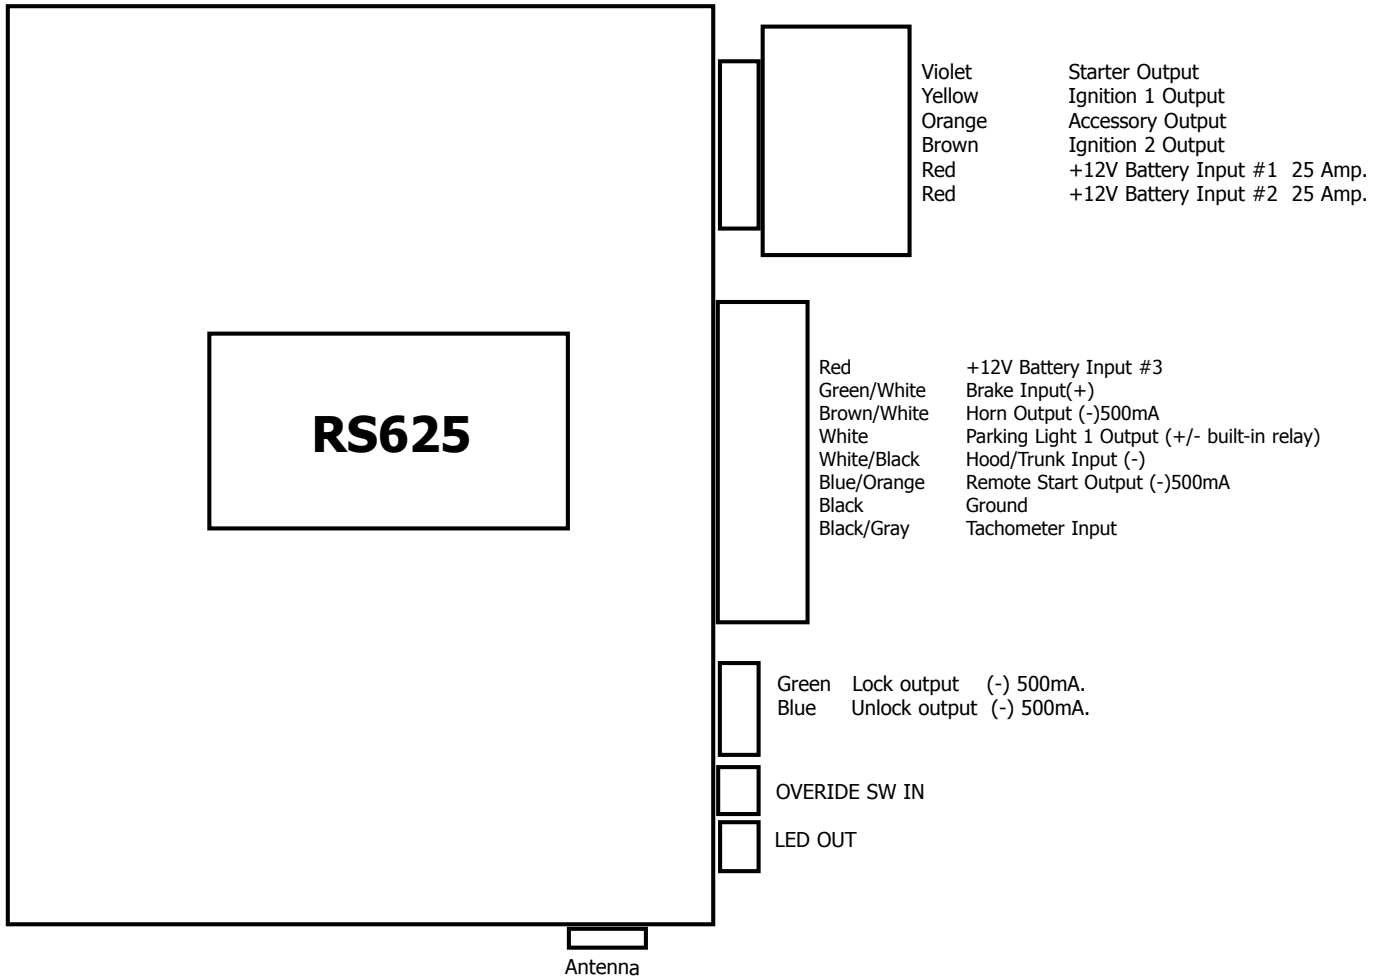 Violet Starter Output
Yellow Ignition 1 Output
Orange Accessory Output
Brown Ignition 2 Output
Red +12V Battery Input #1 25 Amp.
Red +12V Battery Input #2 25 Amp.
RS625
Red +12V Battery Input #3
Green/White Brake Input(+)
Brown/White Horn Output (-)500mA
White Parking Light 1 Output (+/- built-in relay)
White/Black Hood/Trunk Input (-)
Blue/Orange Remote Start Output (-)500mA
Black Ground
Black/Gray Tachometer Input
Green Lock output (-) 500mA.
Blue Unlock output (-) 500mA.
OVERIDE SW IN
LED OUT
Antenna